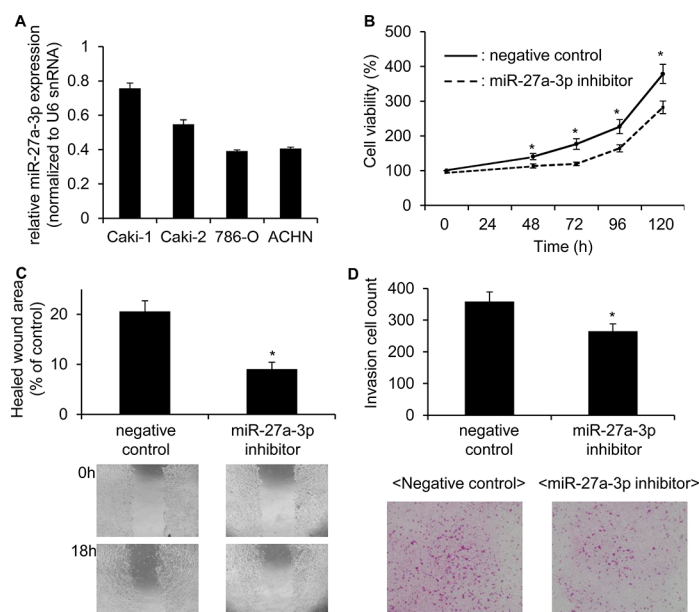 A
relative miR-27a-3p expression
(normalized to U6 snRNA)
1
0.8
0.6
0.4
0.2
0
Caki-1 Caki-2 786-O ACHN
B
Cell viability (%)
500
400
300
200
100
0
: negative control
: miR-27a-3p inhibitor
*
*
*
*
0 24 48 72 96 120
Time (h)
C
Healed wound area
(% of control)
20
10
0
*
negative
control
miR-27a-3p
inhibitor
0h
18h
D
Invasion cell count
400
300
200
100
0
*
negative
control
miR-27a-3p
inhibitor
<Negative control> <miR-27a-3p inhibitor>